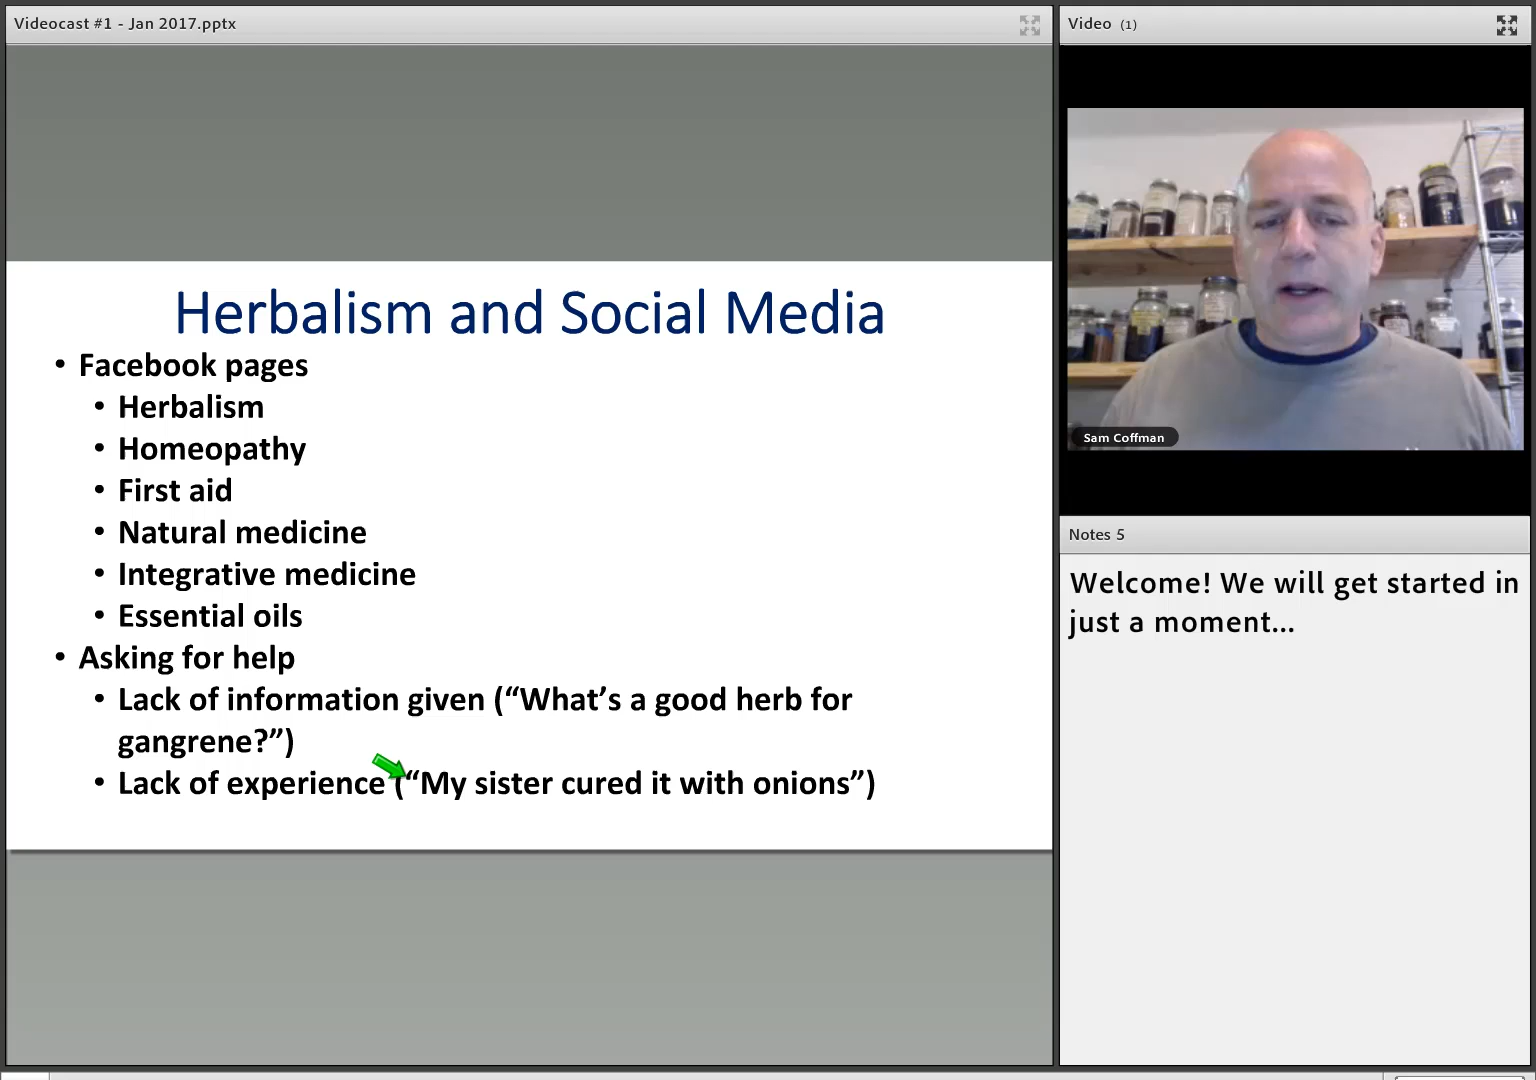 Videocast #1 - Jan 2017.pptx
Herbalism and Social Media
• Facebook pages
• Herbalism
• Homeopathy
• First aid
• Natural medicine
• Integrative medicine
• Essential oils
• Asking for help
• Lack of information given (“What’s a good herb for
gangrene?”)
• Lack of experience (“My sister cured it with onions”)
Video (1)
Sam Coffman
Notes 5
Welcome! We will get started in
just a moment...